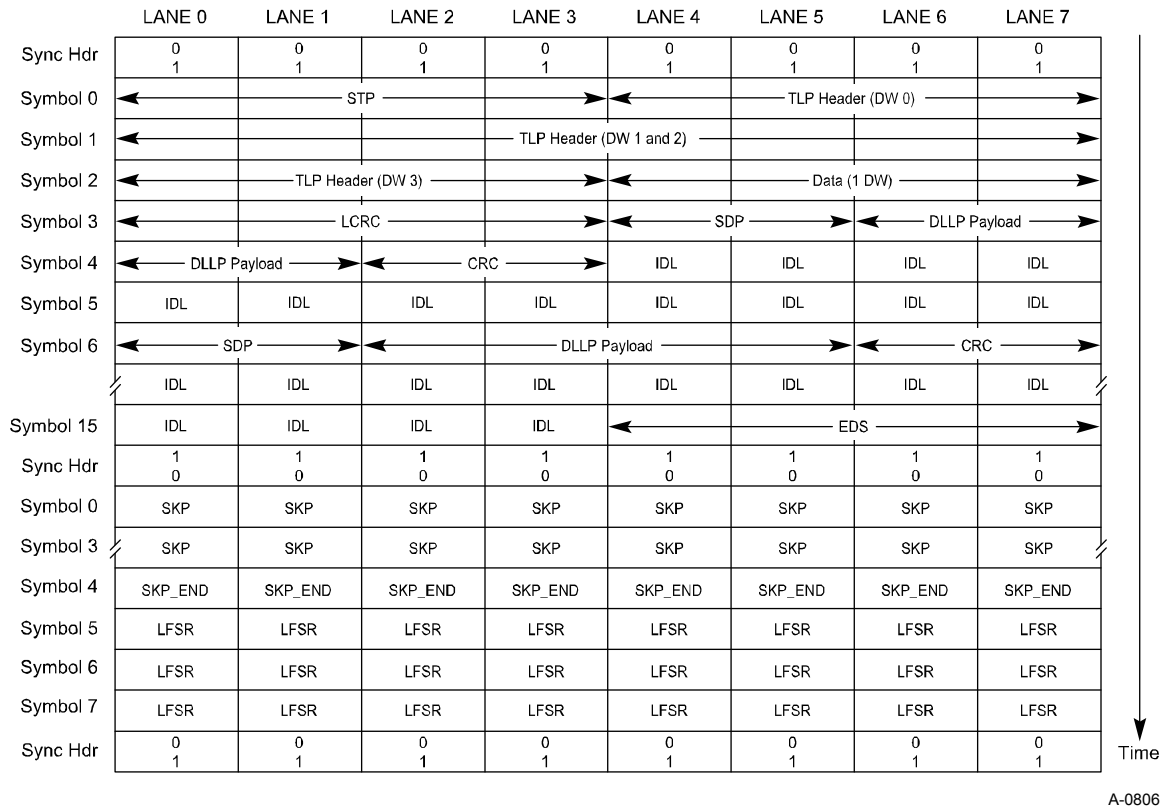 LANE 0 LANE 1 LANE 2 LANE 3 LANE 4 LANE 5 LANE 6 LANE 7
Sync Hdr 0 0 0 0 0 0 0 0
1 1 1 1 1 1 1 1
Symbol 0 STP TLP Header (DW 0)
Symbol 1 TLP Header (DW 1 and 2)
Symbol 2 TLP Header (DW 3) Data (1 DW)
Symbol 3 LCRC SDP DLLP Payload
Symbol 4 DLLP Payload CRC IDL IDL IDL IDL
Symbol 5 IDL IDL IDL IDL IDL IDL IDL IDL
Symbol 6 SDP DLLP Payload CRC
IDL IDL IDL IDL IDL IDL IDL IDL
Symbol 15 IDL IDL IDL IDL EDS
Sync Hdr 1 1 1 1 1 1 1 1
0 0 0 0 0 0 0 0
Symbol 0 SKP SKP SKP SKP SKP SKP SKP SKP
Symbol 3 SKP SKP SKP SKP SKP SKP SKP SKP
Symbol 4 SKP_END SKP_END SKP_END SKP_END SKP_END SKP_END SKP_END SKP_END
Symbol 5 LFSR LFSR LFSR LFSR LFSR LFSR LFSR LFSR
Symbol 6 LFSR LFSR LFSR LFSR LFSR LFSR LFSR LFSR
Symbol 7 LFSR LFSR LFSR LFSR LFSR LFSR LFSR LFSR
Sync Hdr 0 0 0 0 0 0 0 0
1 1 1 1 1 1 1 1
Time
A-0806